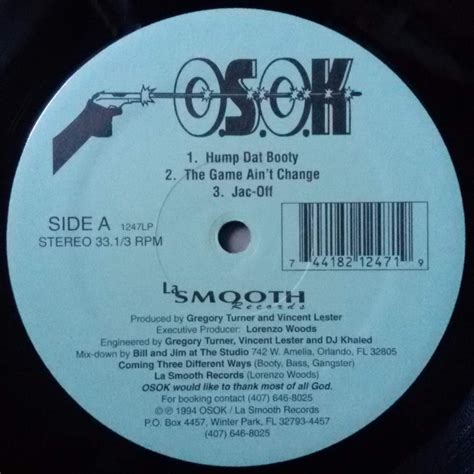 O.S.O.K
1. Hump Dat Booty
2. The Game Ain't Change
3. Jac-Off
SIDE A 1247LP
STEREO 33.1/3 RPM
7 44182 12471 9
La SMOOTH
Records
Produced by Gregory Turner and Vincent Lester
Executive Producer: Lorenzo Woods
Engineered by Gregory Turner, Vincent Lester and DJ Khaled
Mix-down by Bill and Jim at The Studio 742 W. Amelia, Orlando, FL 32805
Coming Three Different Ways (Booty, Bass, Gangster)
La Smooth Records (Lorenzo Woods)
OSOK would like to thank most of all God.
For booking contact (407) 646-8025
© ℗ 1994 OSOK / La Smooth Records
P.O. Box 4457, Winter Park, FL 32793-4457
(407) 646-8025